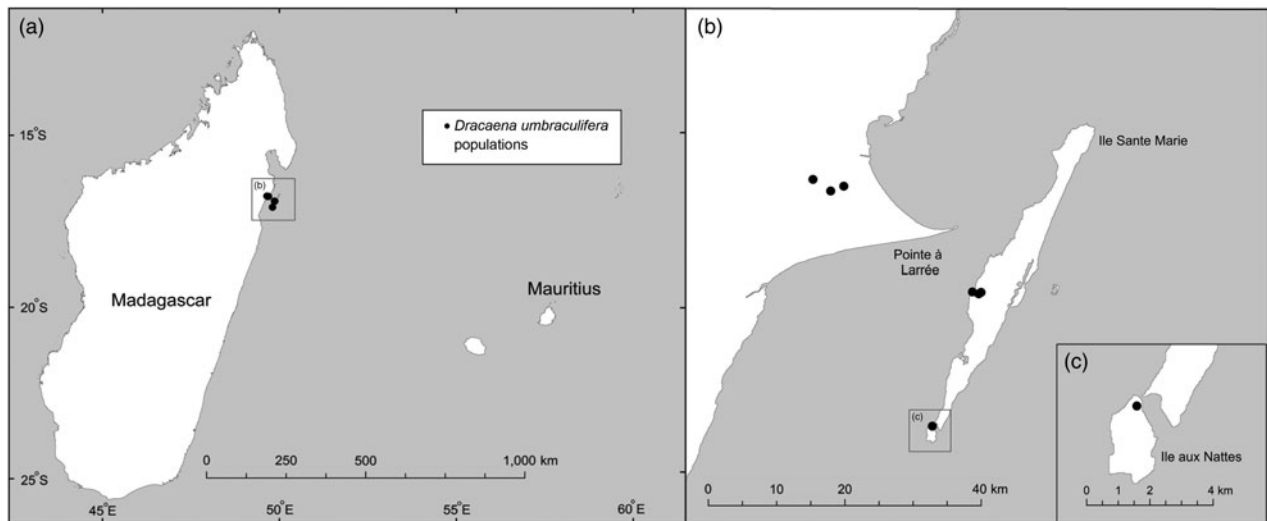 (a)
15°S
20°S
25°S
45°E
50°E
55°E
60°E
• Dracaena umbraculifera
populations
(b)
Madagascar
Mauritius
0 250 500 1,000 km
(b)
Ile Sante Marie
Pointe à
Larrée
(c)
0 10 20 40 km
(c)
Ile aux Nattes
0 1 2 4 km